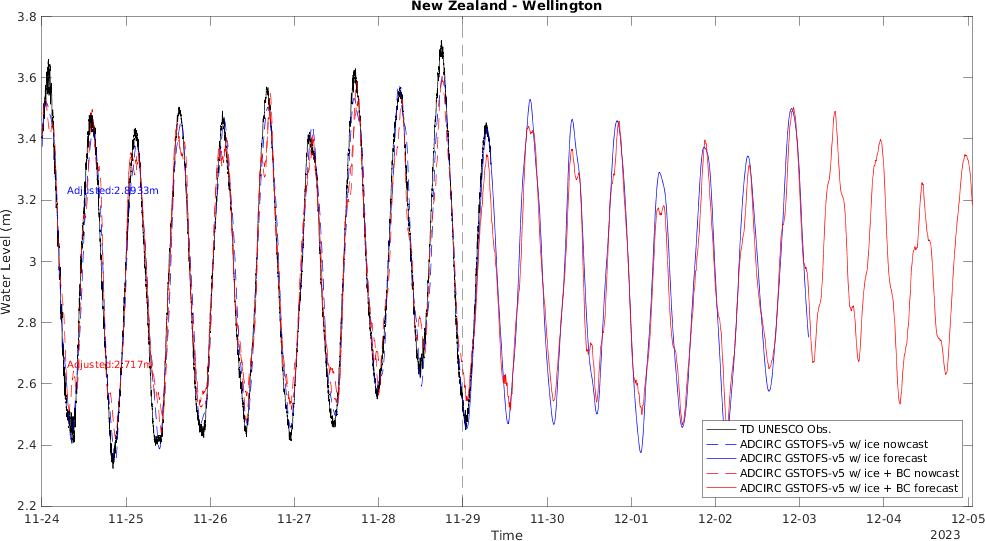 New Zealand - Wellington
3.8
3.6
3.4
3.2
3
2.8
2.6
2.4
2.2
Water Level (m)
Adjusted:2.8933m
Adjusted:2.717m
TD UNESCO Obs.
ADCIRC GSTOFS-v5 w/ ice nowcast
ADCIRC GSTOFS-v5 w/ ice forecast
ADCIRC GSTOFS-v5 w/ ice + BC nowcast
ADCIRC GSTOFS-v5 w/ ice + BC forecast
11-24 11-25 11-26 11-27 11-28 11-29 11-30 12-01 12-02 12-03 12-04 12-05
Time
2023